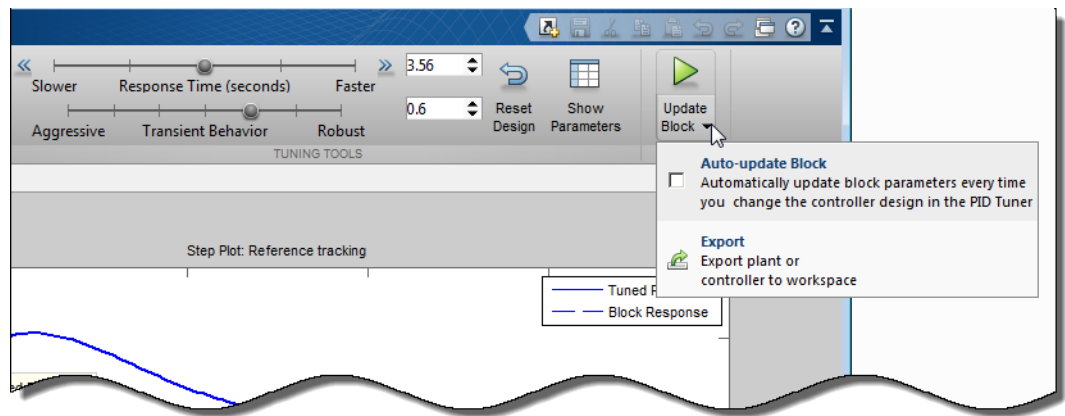 Slower Response Time (seconds) Faster 3.56
Aggressive Transient Behavior Robust 0.6
Reset
Design
Show
Parameters
Update
Block
TUNING TOOLS
Auto-update Block
Automatically update block parameters every time
you change the controller design in the PID Tuner
Export
Export plant or
controller to workspace
Step Plot: Reference tracking
Tuned
Block Response